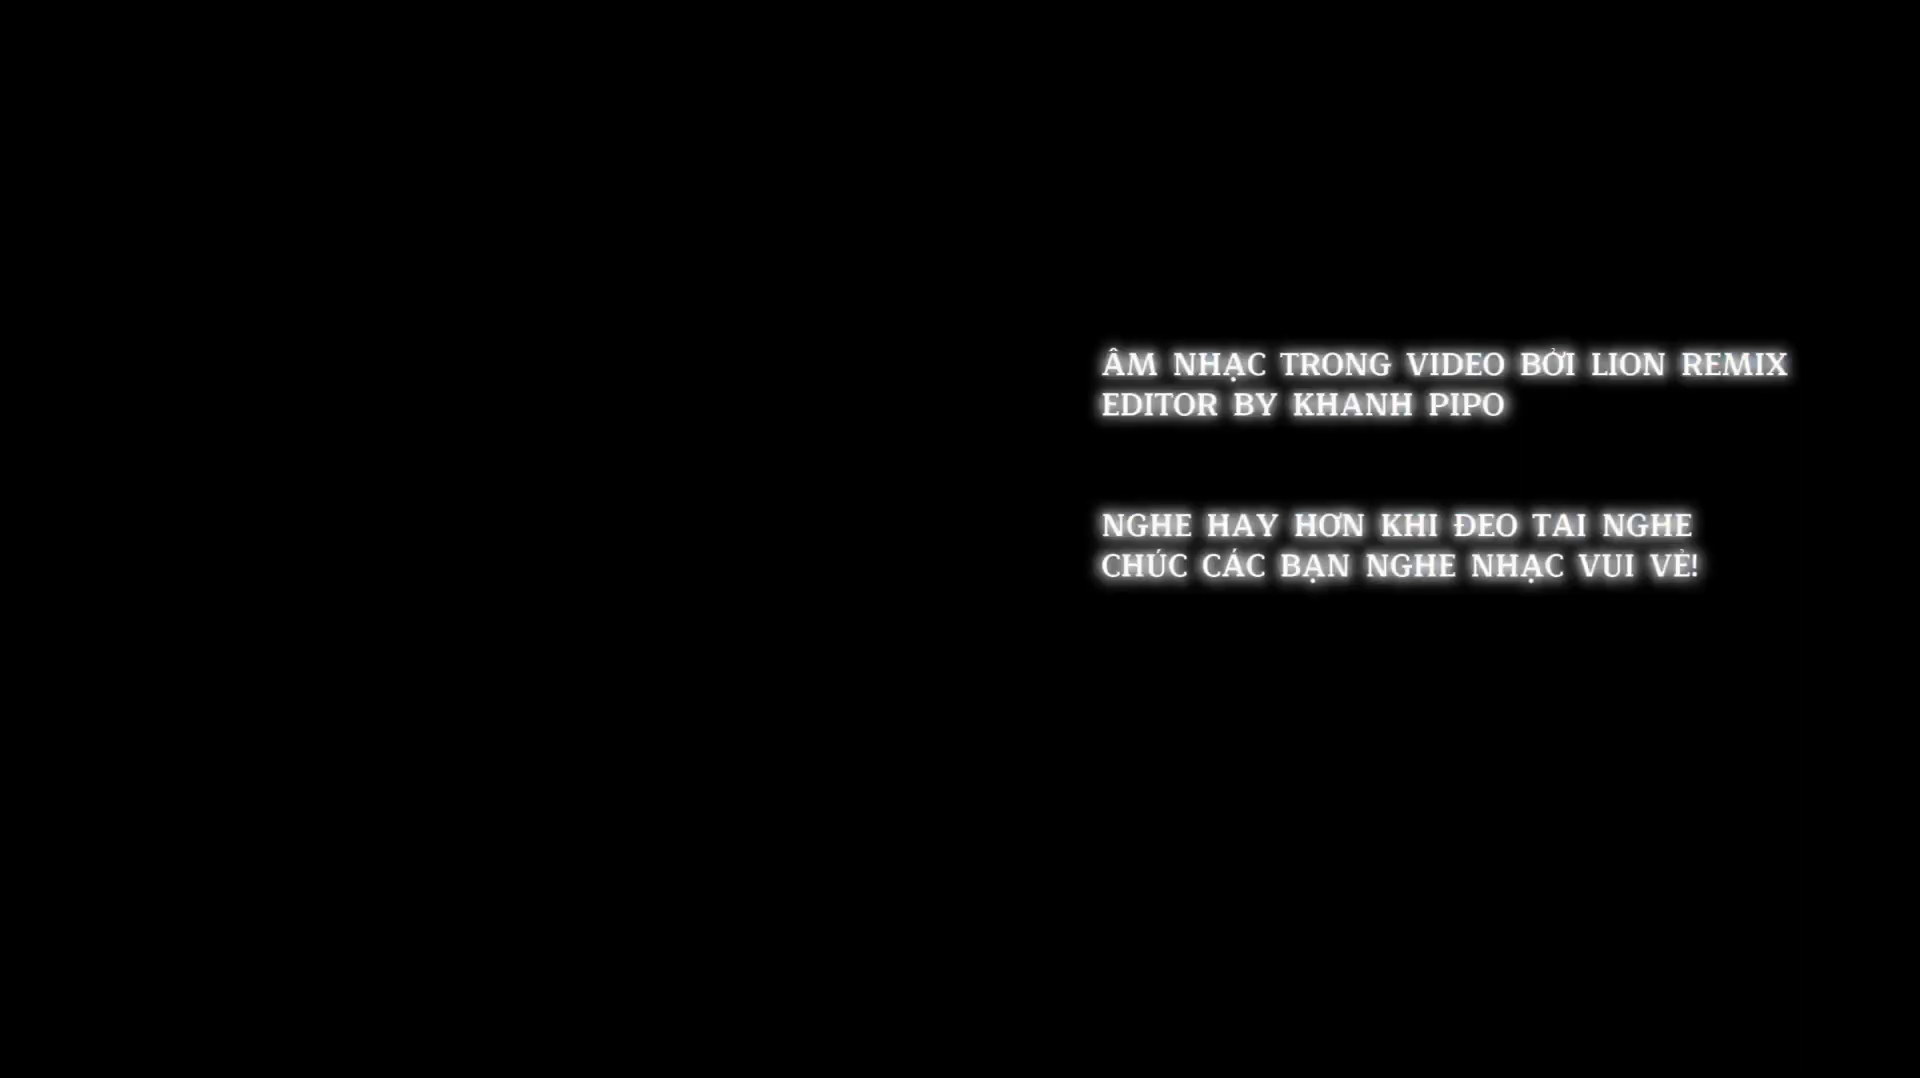 ÂM NHẠC TRONG VIDEO BỞI LION REMIX
EDITOR BY KHANH PIPO
NGHE HAY HƠN KHI ĐEO TAI NGHE
CHÚC CÁC BẠN NGHE NHẠC VUI VẺ!